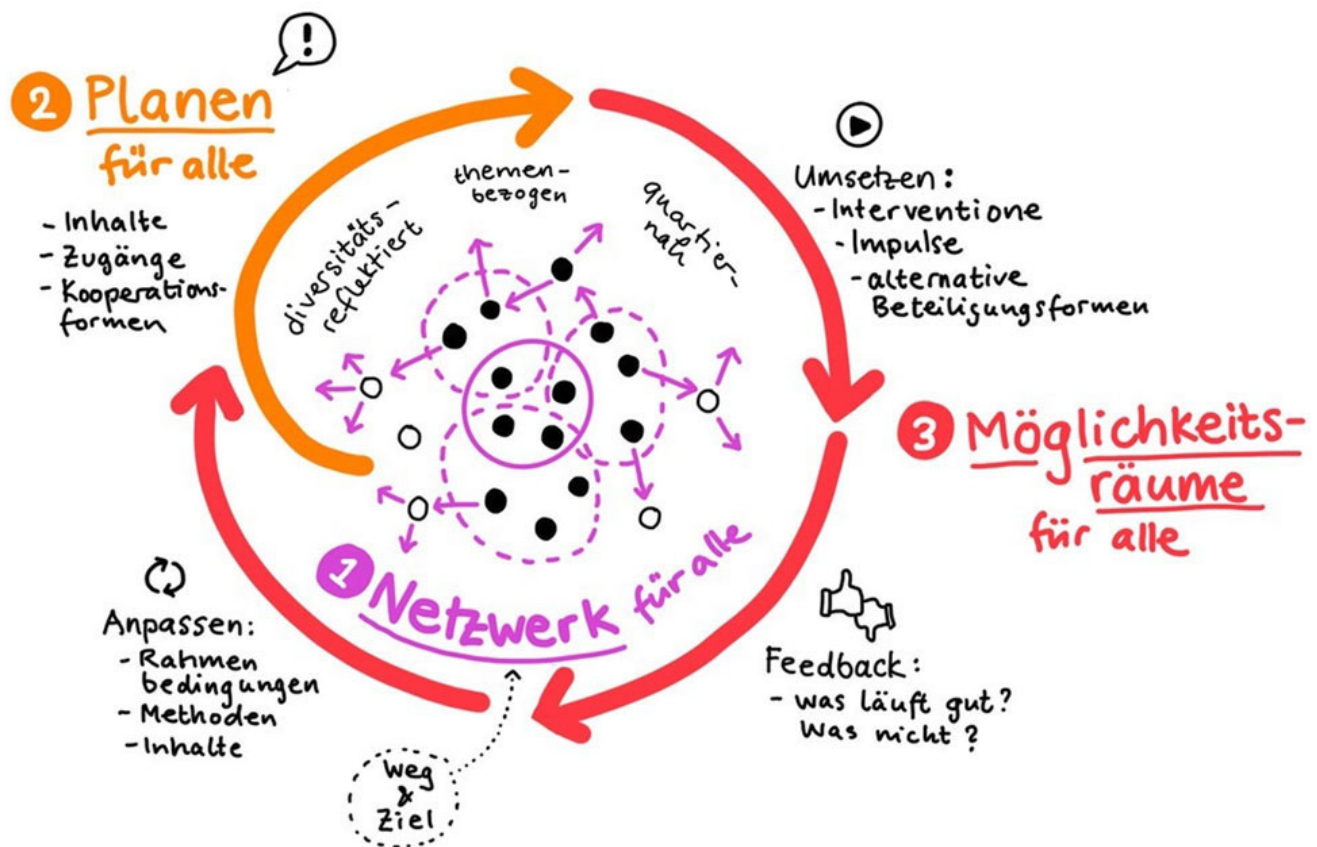 !
2 Planen
für alle
- Inhalte
- Zugänge
- Kooperations-
formen
diversitäts-
reflektiert
themen-
bezogen
quartier-
nah
Umsetzen:
- Interventione
- Impulse
- alternative
Beteiligungsformen
3 Möglichkeits-
räume
für alle
1 Netzwerk für alle
Feedback:
- was läuft gut?
Was nicht?
Anpassen:
- Rahmen
bedingungen
- Methoden
- Inhalte
Weg
&
Ziel